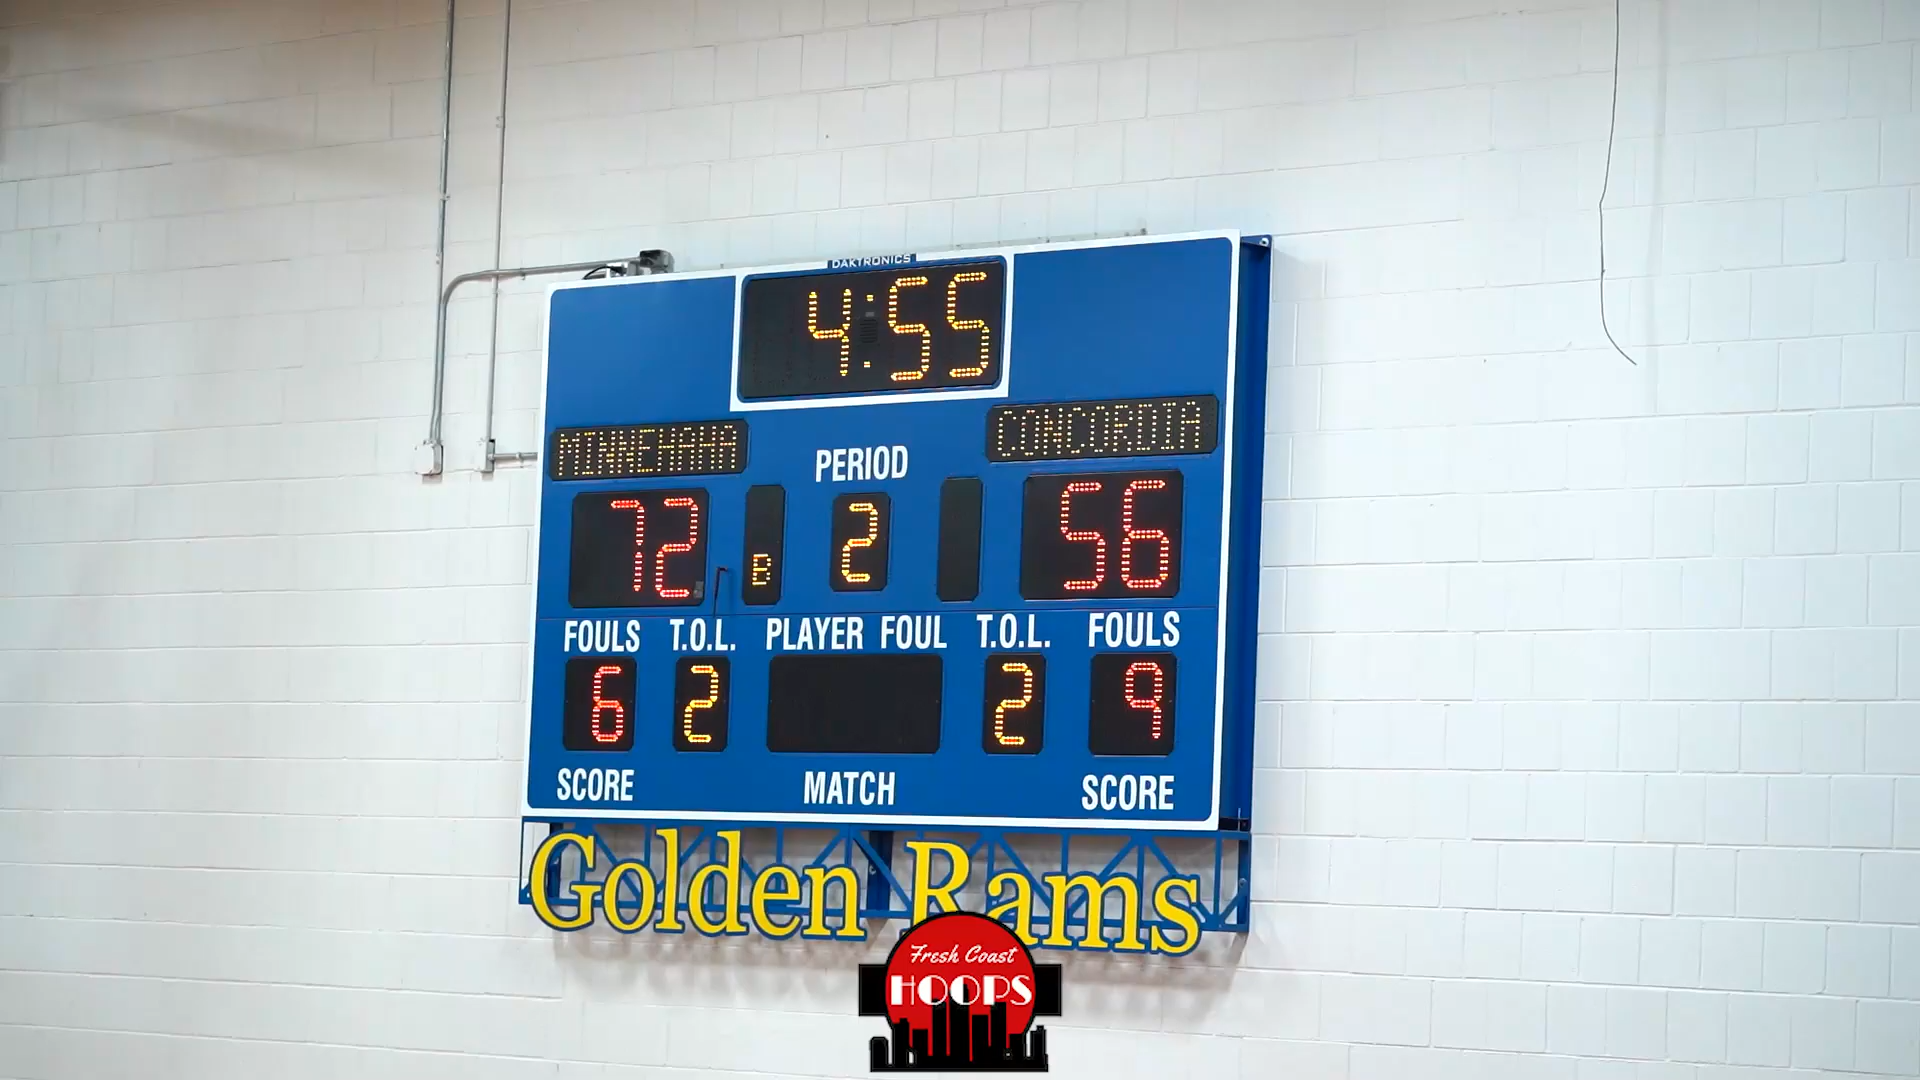 DAKTRONICS
4:55
MINNEHAHA
CONCORDIA
PERIOD
72
B
2
56
FOULS
T.O.L.
PLAYER FOUL
T.O.L.
FOULS
6
2
2
9
SCORE
MATCH
SCORE
Golden Rams
Fresh Coast
HOOPS